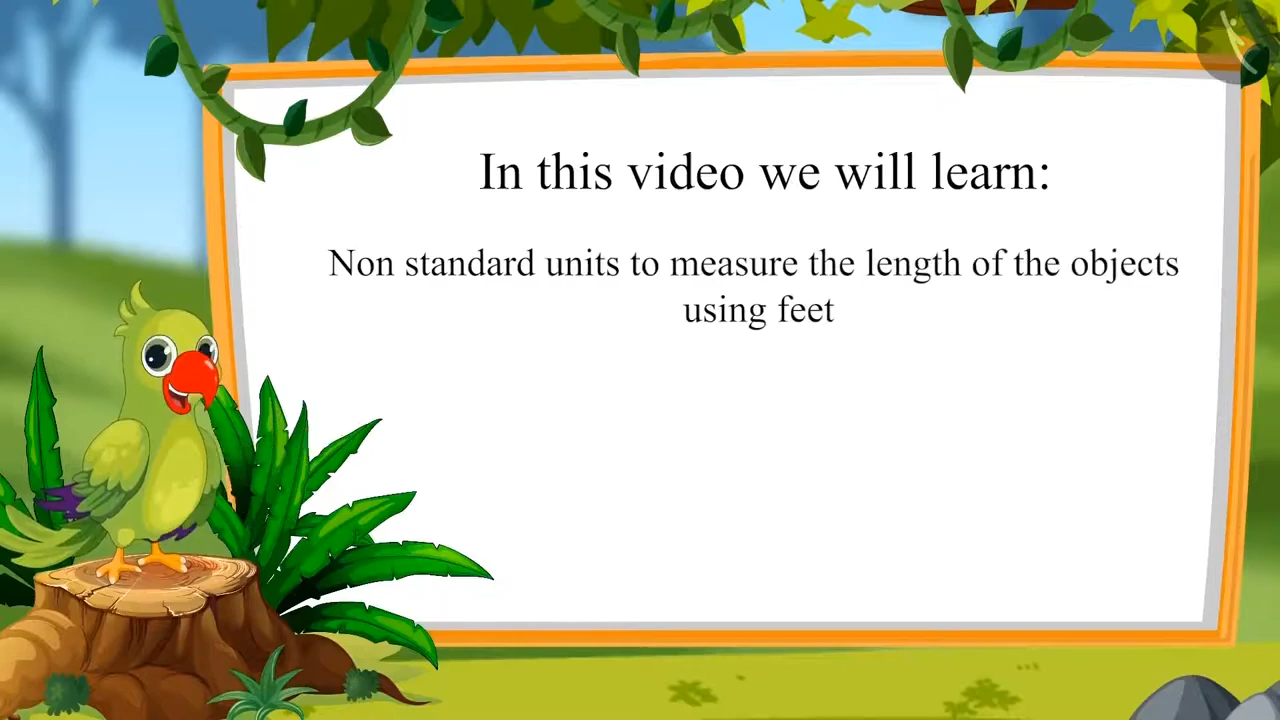 In this video we will learn:
Non standard units to measure the length of the objects
using feet